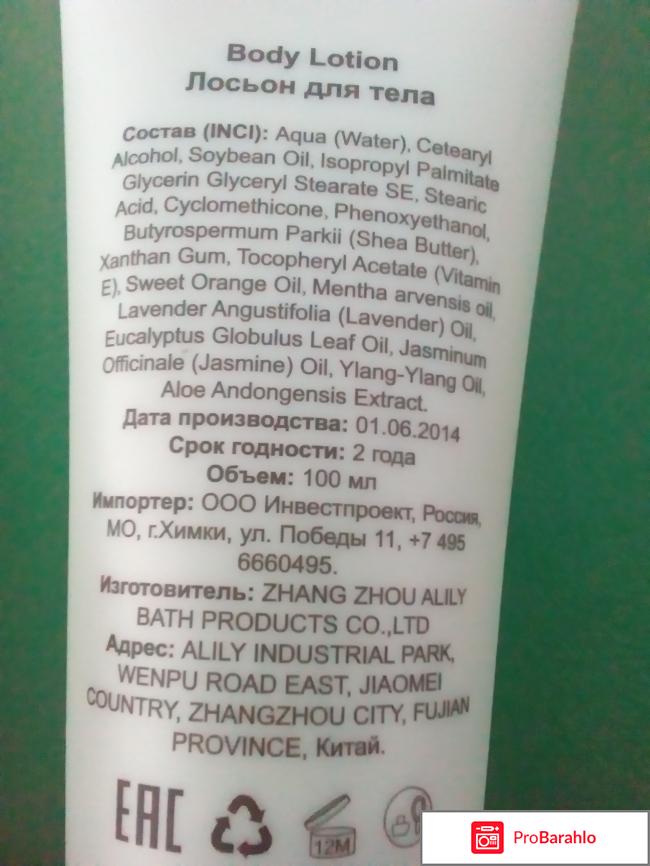 Body Lotion
Лосьон для тела
Состав (INCI): Aqua (Water), Cetearyl
Alcohol, Soybean Oil, Isopropyl Palmitate
Glycerin Glyceryl Stearate SE, Stearic
Acid, Cyclomethicone, Phenoxyethanol,
Butyrospermum Parkii (Shea Butter),
Xanthan Gum, Tocopheryl Acetate (Vitamin
E), Sweet Orange Oil, Mentha arvensis oil,
Lavender Angustifolia (Lavender) Oil,
Eucalyptus Globulus Leaf Oil, Jasminum
Officinale (Jasmine) Oil, Ylang-Ylang Oil,
Aloe Andongensis Extract.
Дата производства: 01.06.2014
Срок годности: 2 года
Объем: 100 мл
Импортер: ООО Инвестпроект, Россия,
МО, г.Химки, ул. Победы 11, +7 495
6660495.
Изготовитель: ZHANG ZHOU ALILY
BATH PRODUCTS CO.,LTD
Адрес: ALILY INDUSTRIAL PARK,
WENPU ROAD EAST, JIAOMEI
COUNTRY, ZHANGZHOU CITY, FUJIAN
PROVINCE, Китай.
EAC
12M
ProBarahlo